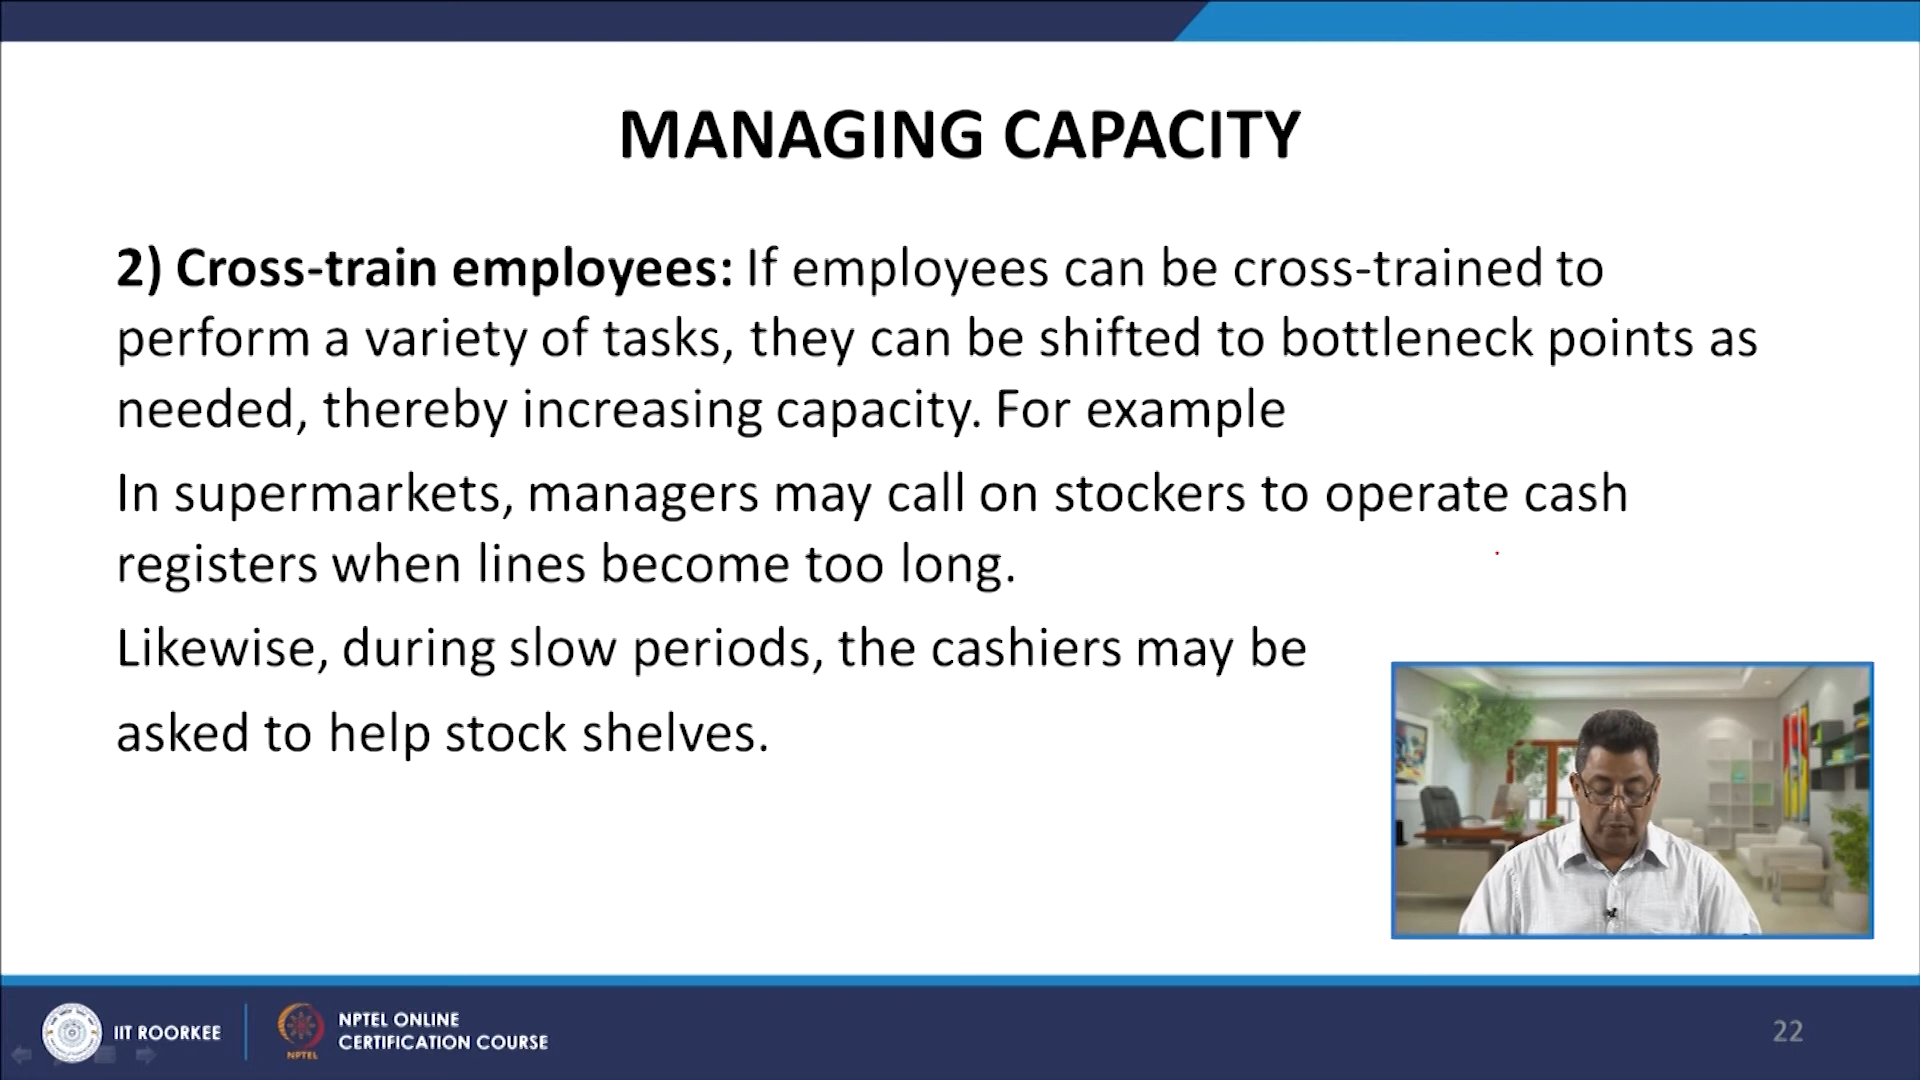 MANAGING CAPACITY
2) Cross-train employees: If employees can be cross-trained to
perform a variety of tasks, they can be shifted to bottleneck points as
needed, thereby increasing capacity. For example
In supermarkets, managers may call on stockers to operate cash
registers when lines become too long.
Likewise, during slow periods, the cashiers may be
asked to help stock shelves.
IIT ROORKEE
NPTEL
NPTEL ONLINE
CERTIFICATION COURSE
22